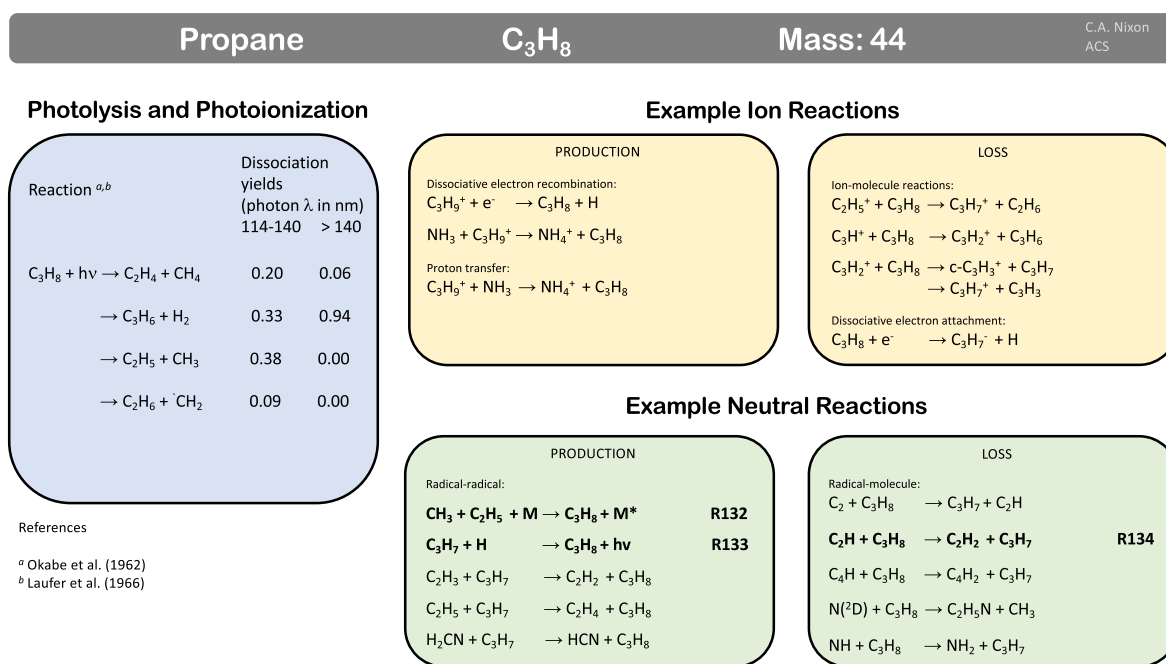 Propane C₃H₈ Mass: 44 C.A. Nixon
ACS
Photolysis and Photoionization
Reaction ᵃ,ᵇ
Dissociation
yields
(photon λ in nm)
114-140 > 140
C₃H₈ + hν → C₂H₄ + CH₄ 0.20 0.06
→ C₃H₆ + H₂ 0.33 0.94
→ C₂H₅ + CH₃ 0.38 0.00
→ C₂H₆ + `CH₂ 0.09 0.00
References
ᵃ Okabe et al. (1962)
ᵇ Laufer et al. (1966)
Example Ion Reactions
PRODUCTION
Dissociative electron recombination:
C₃H₉⁺ + e⁻ → C₃H₈ + H
NH₃ + C₃H₉⁺ → NH₄⁺ + C₃H₈
Proton transfer:
C₃H₉⁺ + NH₃ → NH₄⁺ + C₃H₈
LOSS
Ion-molecule reactions:
C₂H₅⁺ + C₃H₈ → C₃H₇⁺ + C₂H₆
C₃H⁺ + C₃H₈ → C₃H₂⁺ + C₃H₆
C₃H₂⁺ + C₃H₈ → c-C₃H₃⁺ + C₃H₇
→ C₃H₇⁺ + C₃H₃
Dissociative electron attachment:
C₃H₈ + e⁻ → C₃H₇⁻ + H
Example Neutral Reactions
PRODUCTION
Radical-radical:
CH₃ + C₂H₅ + M → C₃H₈ + M* R132
C₃H₇ + H → C₃H₈ + hν R133
C₂H₃ + C₃H₇ → C₂H₂ + C₃H₈
C₂H₅ + C₃H₇ → C₂H₄ + C₃H₈
H₂CN + C₃H₇ → HCN + C₃H₈
LOSS
Radical-molecule:
C₂ + C₃H₈ → C₃H₇ + C₂H
C₂H + C₃H₈ → C₂H₂ + C₃H₇ R134
C₄H + C₃H₈ → C₄H₂ + C₃H₇
N(²D) + C₃H₈ → C₂H₅N + CH₃
NH + C₃H₈ → NH₂ + C₃H₇